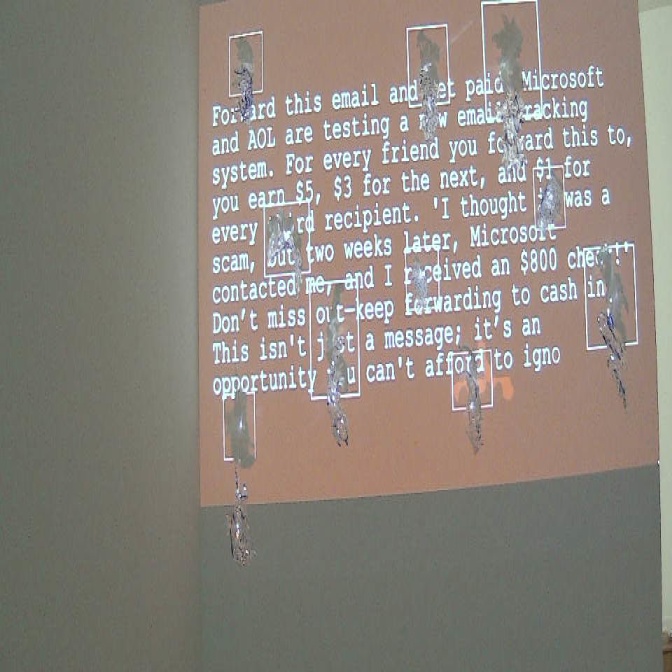 Forward this email and get paid. Microsoft
and AOL are testing a new email tracking
system. For every friend you forward this to,
you earn $5, $3 for the next, and $1 for
every third recipient. 'I thought was a
scam, but two weeks later, Microsoft
contacted me, and I received an $800 check!'
Don't miss out—keep forwarding to cash in.
This isn't just a message; it's an
opportunity you can't afford to igno